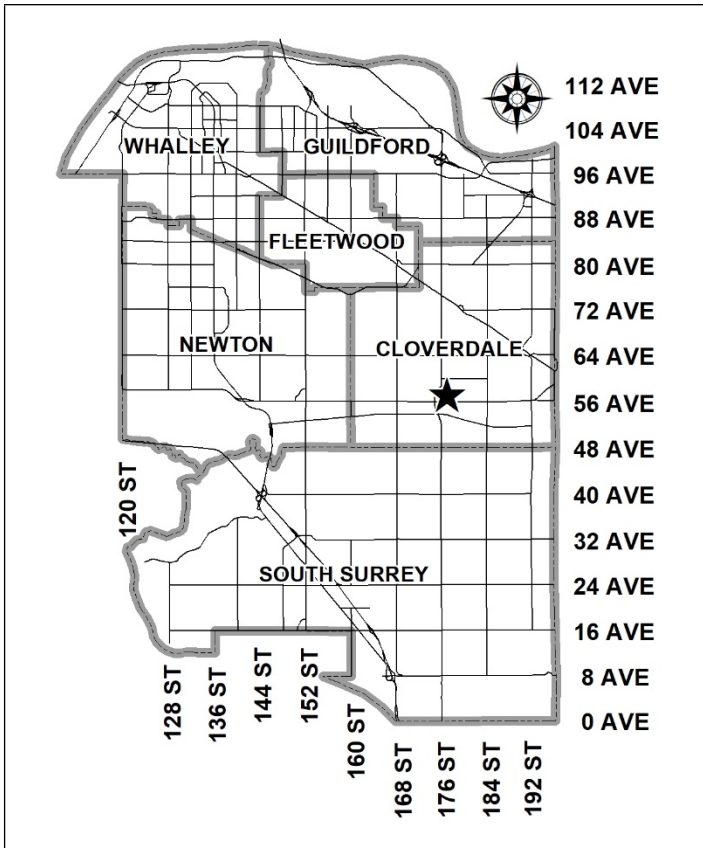 112 AVE
104 AVE
WHALLEY GUILDFORD
96 AVE
88 AVE
FLEETWOOD
80 AVE
72 AVE
NEWTON CLOVERDALE
64 AVE
56 AVE
48 AVE
120 ST
40 AVE
32 AVE
SOUTH SURREY
24 AVE
16 AVE
8 AVE
0 AVE
128 ST
136 ST
144 ST
152 ST
160 ST
168 ST
176 ST
184 ST
192 ST